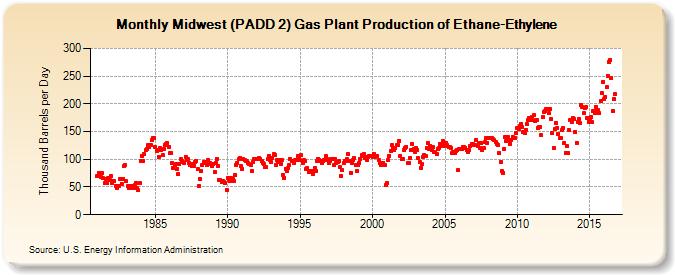 Monthly Midwest (PADD 2) Gas Plant Production of Ethane-Ethylene
Thousand Barrels per Day
300
250
200
150
100
50
0
1985 1990 1995 2000 2005 2010 2015
Source: U.S. Energy Information Administration